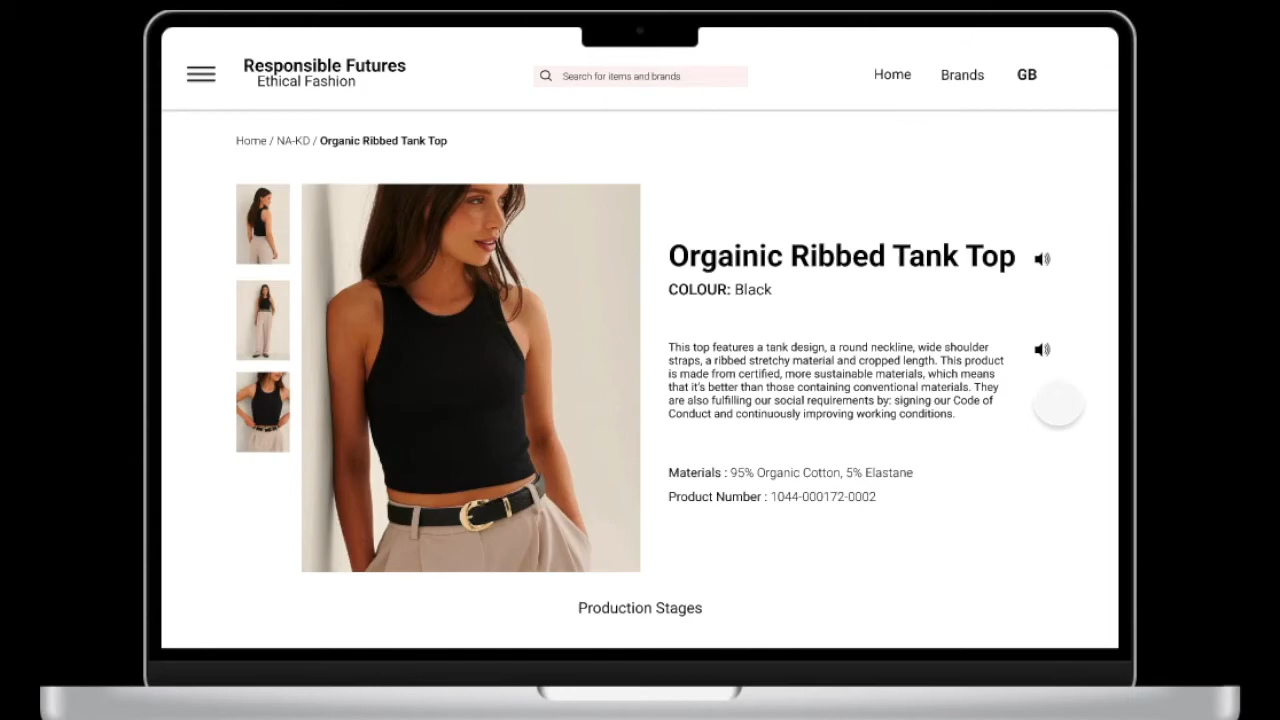 Responsible Futures
Ethical Fashion
Search for items and brands
Home
Brands
GB
Home / NA-KD / Organic Ribbed Tank Top
Orgainic Ribbed Tank Top
COLOUR: Black
This top features a tank design, a round neckline, wide shoulder
straps, a ribbed stretchy material and cropped length. This product
is made from certified, more sustainable materials, which means
that it's better than those containing conventional materials. They
are also fulfilling our social requirements by: signing our Code of
Conduct and continuously improving working conditions.
Materials : 95% Organic Cotton, 5% Elastane
Product Number : 1044-000172-0002
Production Stages